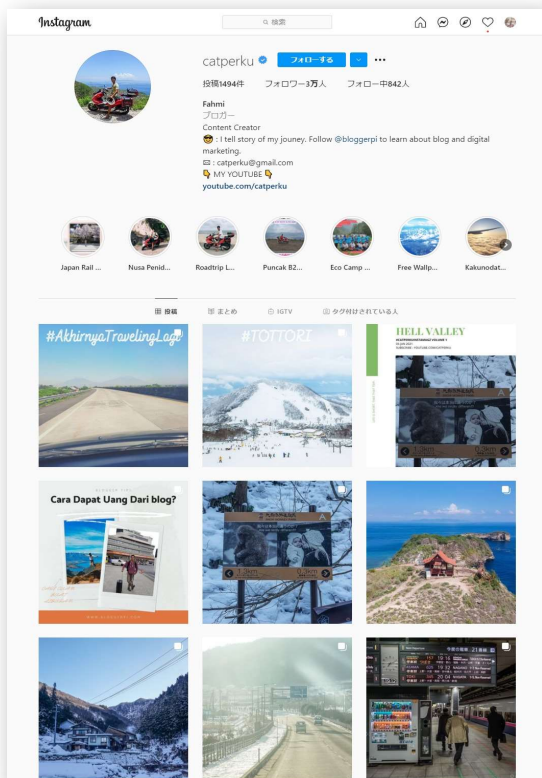 Instagram
検索
catperku
フォローする
投稿1494件 フォロワー3万人 フォロー中842人
Fahmi
ブロガー
Content Creator
😎 : I tell story of my jouney. Follow @bloggerpi to learn about blog and digital
marketing.
✉ : catperku@gmail.com
👇 MY YOUTUBE 👇
youtube.com/catperku
Japan Rail ... Nusa Penid... Roadtrip L... Puncak B2... Eco Camp ... Free Wallp... Kakunodat...
投稿 まとめ IGTV タグ付けされている人
#AkhirnyaTravelingLagi
#TOTTORI
HELL VALLEY
Cara Dapat Uang Dari blog?